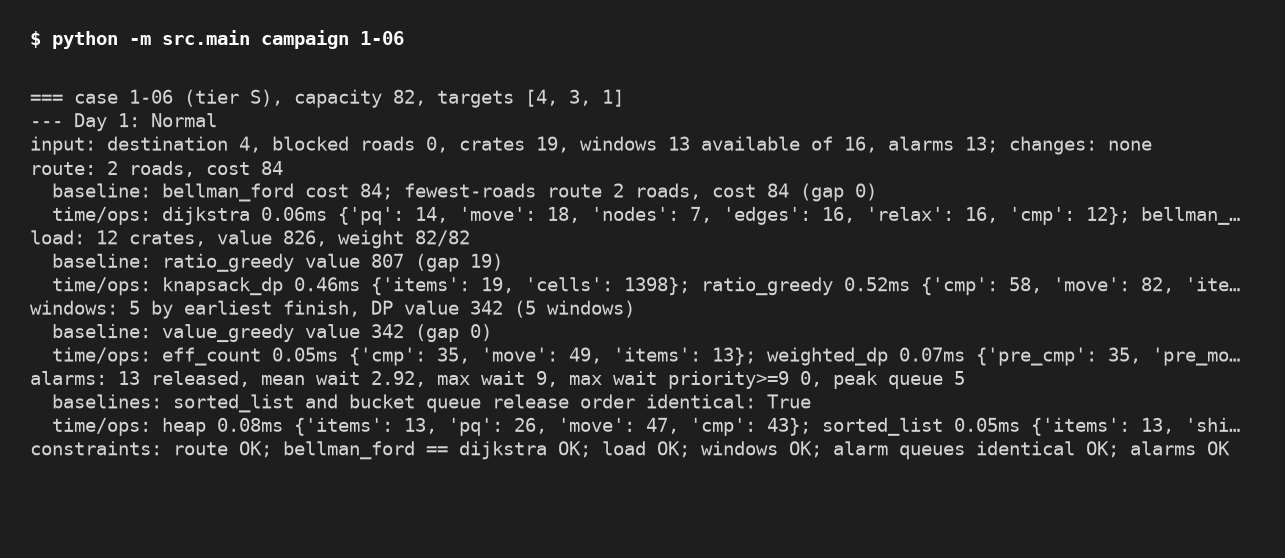 $ python -m src.main campaign 1-06
=== case 1-06 (tier S), capacity 82, targets [4, 3, 1]
--- Day 1: Normal
input: destination 4, blocked roads 0, crates 19, windows 13 available of 16, alarms 13; changes: none
route: 2 roads, cost 84
  baseline: bellman_ford cost 84; fewest-roads route 2 roads, cost 84 (gap 0)
  time/ops: dijkstra 0.06ms {'pq': 14, 'move': 18, 'nodes': 7, 'edges': 16, 'relax': 16, 'cmp': 12}; bellman_…
load: 12 crates, value 826, weight 82/82
  baseline: ratio_greedy value 807 (gap 19)
  time/ops: knapsack_dp 0.46ms {'items': 19, 'cells': 1398}; ratio_greedy 0.52ms {'cmp': 58, 'move': 82, 'ite…
windows: 5 by earliest finish, DP value 342 (5 windows)
  baseline: value_greedy value 342 (gap 0)
  time/ops: eff_count 0.05ms {'cmp': 35, 'move': 49, 'items': 13}; weighted_dp 0.07ms {'pre_cmp': 35, 'pre_mo…
alarms: 13 released, mean wait 2.92, max wait 9, max wait priority>=9 0, peak queue 5
  baselines: sorted_list and bucket queue release order identical: True
  time/ops: heap 0.08ms {'items': 13, 'pq': 26, 'move': 47, 'cmp': 43}; sorted_list 0.05ms {'items': 13, 'shi…
constraints: route OK; bellman_ford == dijkstra OK; load OK; windows OK; alarm queues identical OK; alarms OK